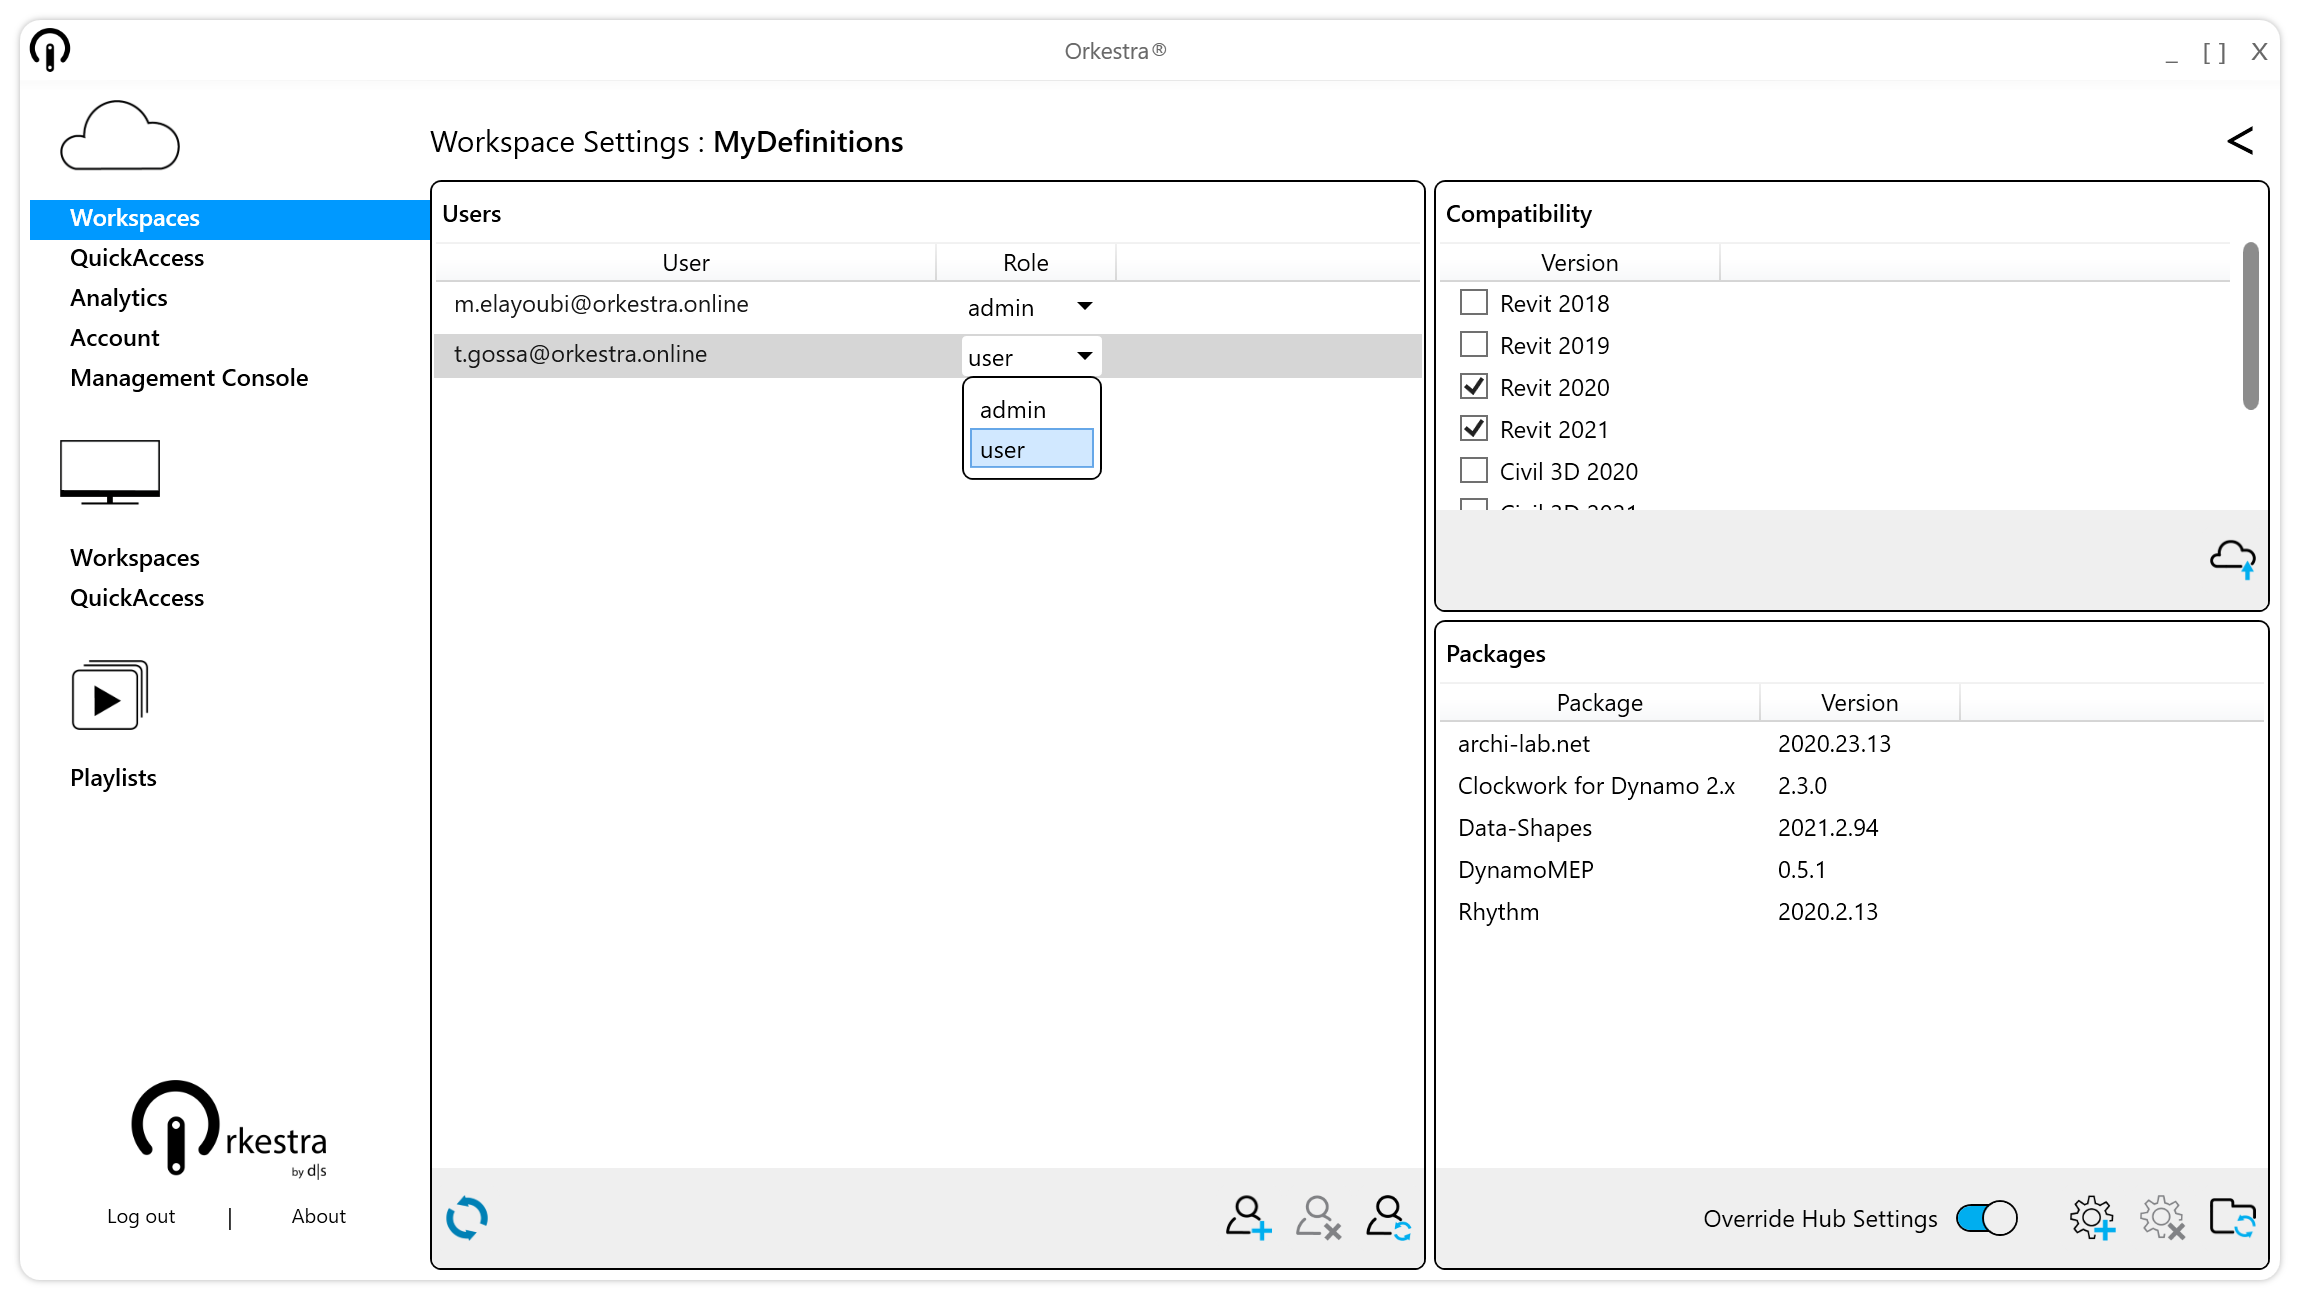 Orkestra®
_ [ ] X
Workspace Settings : MyDefinitions
<
Workspaces
QuickAccess
Analytics
Account
Management Console
Workspaces
QuickAccess
Playlists
rkestra
by d|s
Log out | About
Users
User Role
m.elayoubi@orkestra.online admin
t.gossa@orkestra.online user
admin
user
Compatibility
Version
Revit 2018
Revit 2019
Revit 2020
Revit 2021
Civil 3D 2020
Civil 3D 2021
Packages
Package Version
archi-lab.net 2020.23.13
Clockwork for Dynamo 2.x 2.3.0
Data-Shapes 2021.2.94
DynamoMEP 0.5.1
Rhythm 2020.2.13
Override Hub Settings